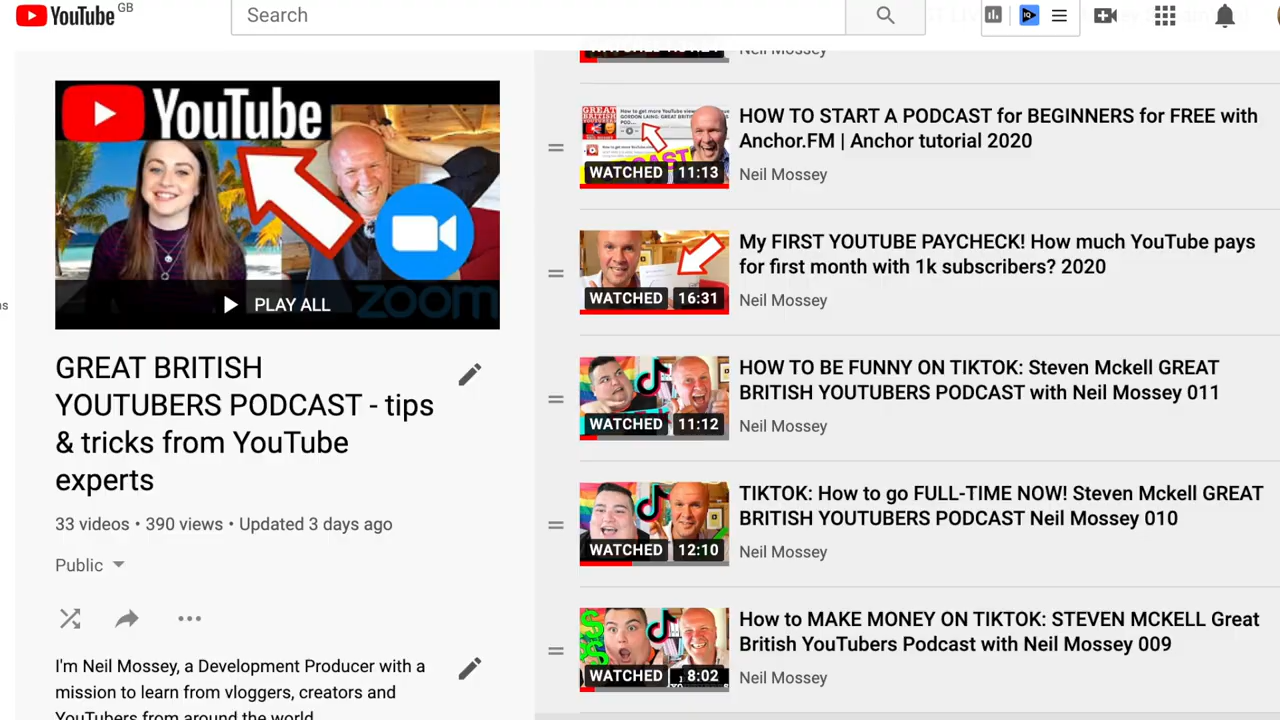 YouTube GB
Search
YouTube
zoom
PLAY ALL
GREAT BRITISH
YOUTUBERS PODCAST - tips
& tricks from YouTube
experts
33 videos • 390 views • Updated 3 days ago
Public
I'm Neil Mossey, a Development Producer with a
mission to learn from vloggers, creators and
YouTubers from around the world
Neil Mossey
WATCHED 11:13
HOW TO START A PODCAST for BEGINNERS for FREE with
Anchor.FM | Anchor tutorial 2020
Neil Mossey
WATCHED 16:31
My FIRST YOUTUBE PAYCHECK! How much YouTube pays
for first month with 1k subscribers? 2020
Neil Mossey
WATCHED 11:12
HOW TO BE FUNNY ON TIKTOK: Steven Mckell GREAT
BRITISH YOUTUBERS PODCAST with Neil Mossey 011
Neil Mossey
WATCHED 12:10
TIKTOK: How to go FULL-TIME NOW! Steven Mckell GREAT
BRITISH YOUTUBERS PODCAST Neil Mossey 010
Neil Mossey
WATCHED 8:02
How to MAKE MONEY ON TIKTOK: STEVEN MCKELL Great
British YouTubers Podcast with Neil Mossey 009
Neil Mossey